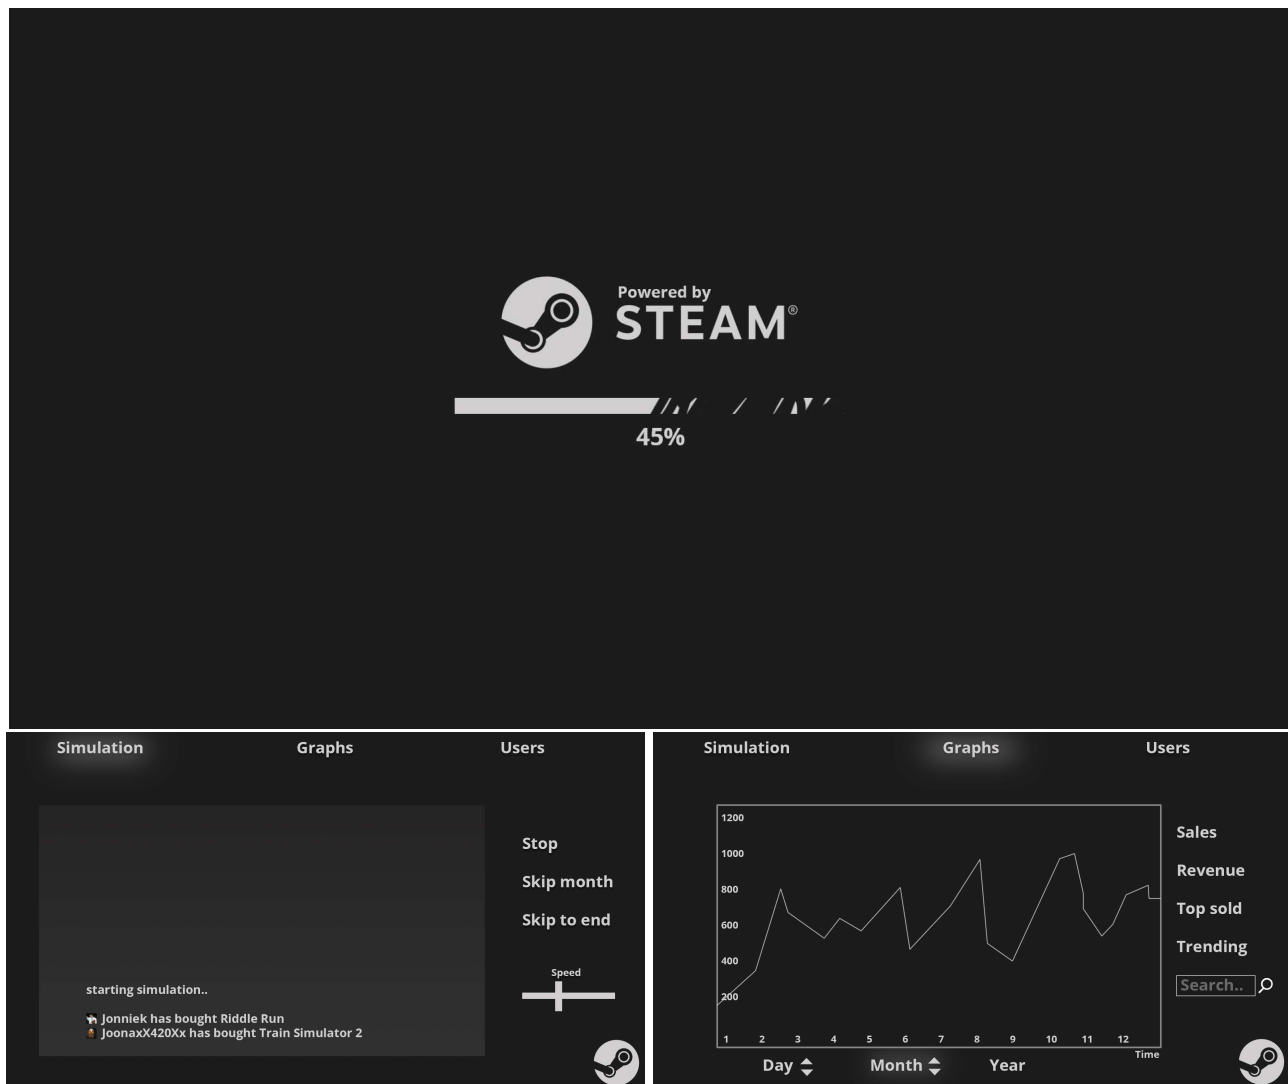 Powered by
STEAM®
45%
Simulation Graphs Users
Stop
Skip month
Skip to end
Speed
starting simulation..
Jonniek has bought Riddle Run
JoonaxX420Xx has bought Train Simulator 2
Simulation Graphs Users
1200
1000
800
600
400
200
1 2 3 4 5 6 7 8 9 10 11 12
Time
Day Month Year
Sales
Revenue
Top sold
Trending
Search..